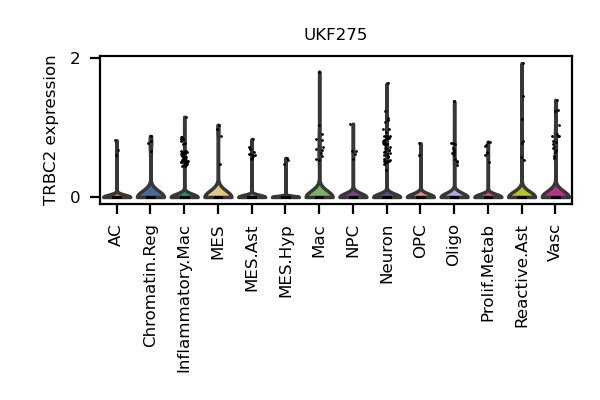 UKF275
TRBC2 expression
2
0
AC
Chromatin.Reg
Inflammatory.Mac
MES
MES.Ast
MES.Hyp
Mac
NPC
Neuron
OPC
Oligo
Prolif.Metab
Reactive.Ast
Vasc